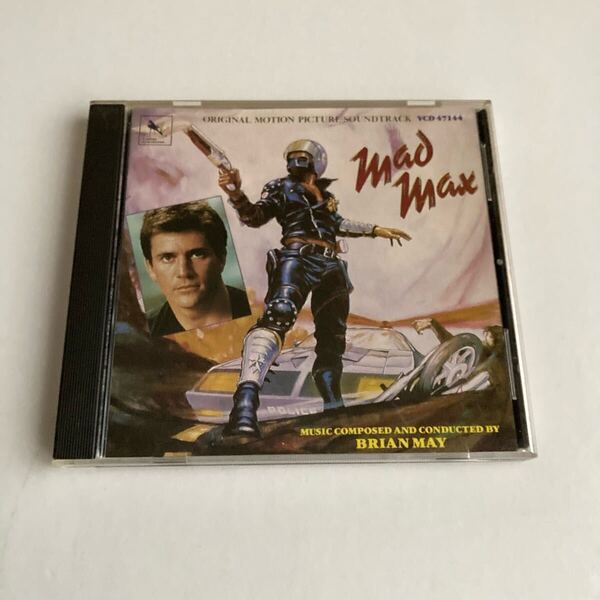 ORIGINAL MOTION PICTURE SOUNDTRACK VCD 47144
Mad
Max
POLICE
MUSIC COMPOSED AND CONDUCTED BY
BRIAN MAY